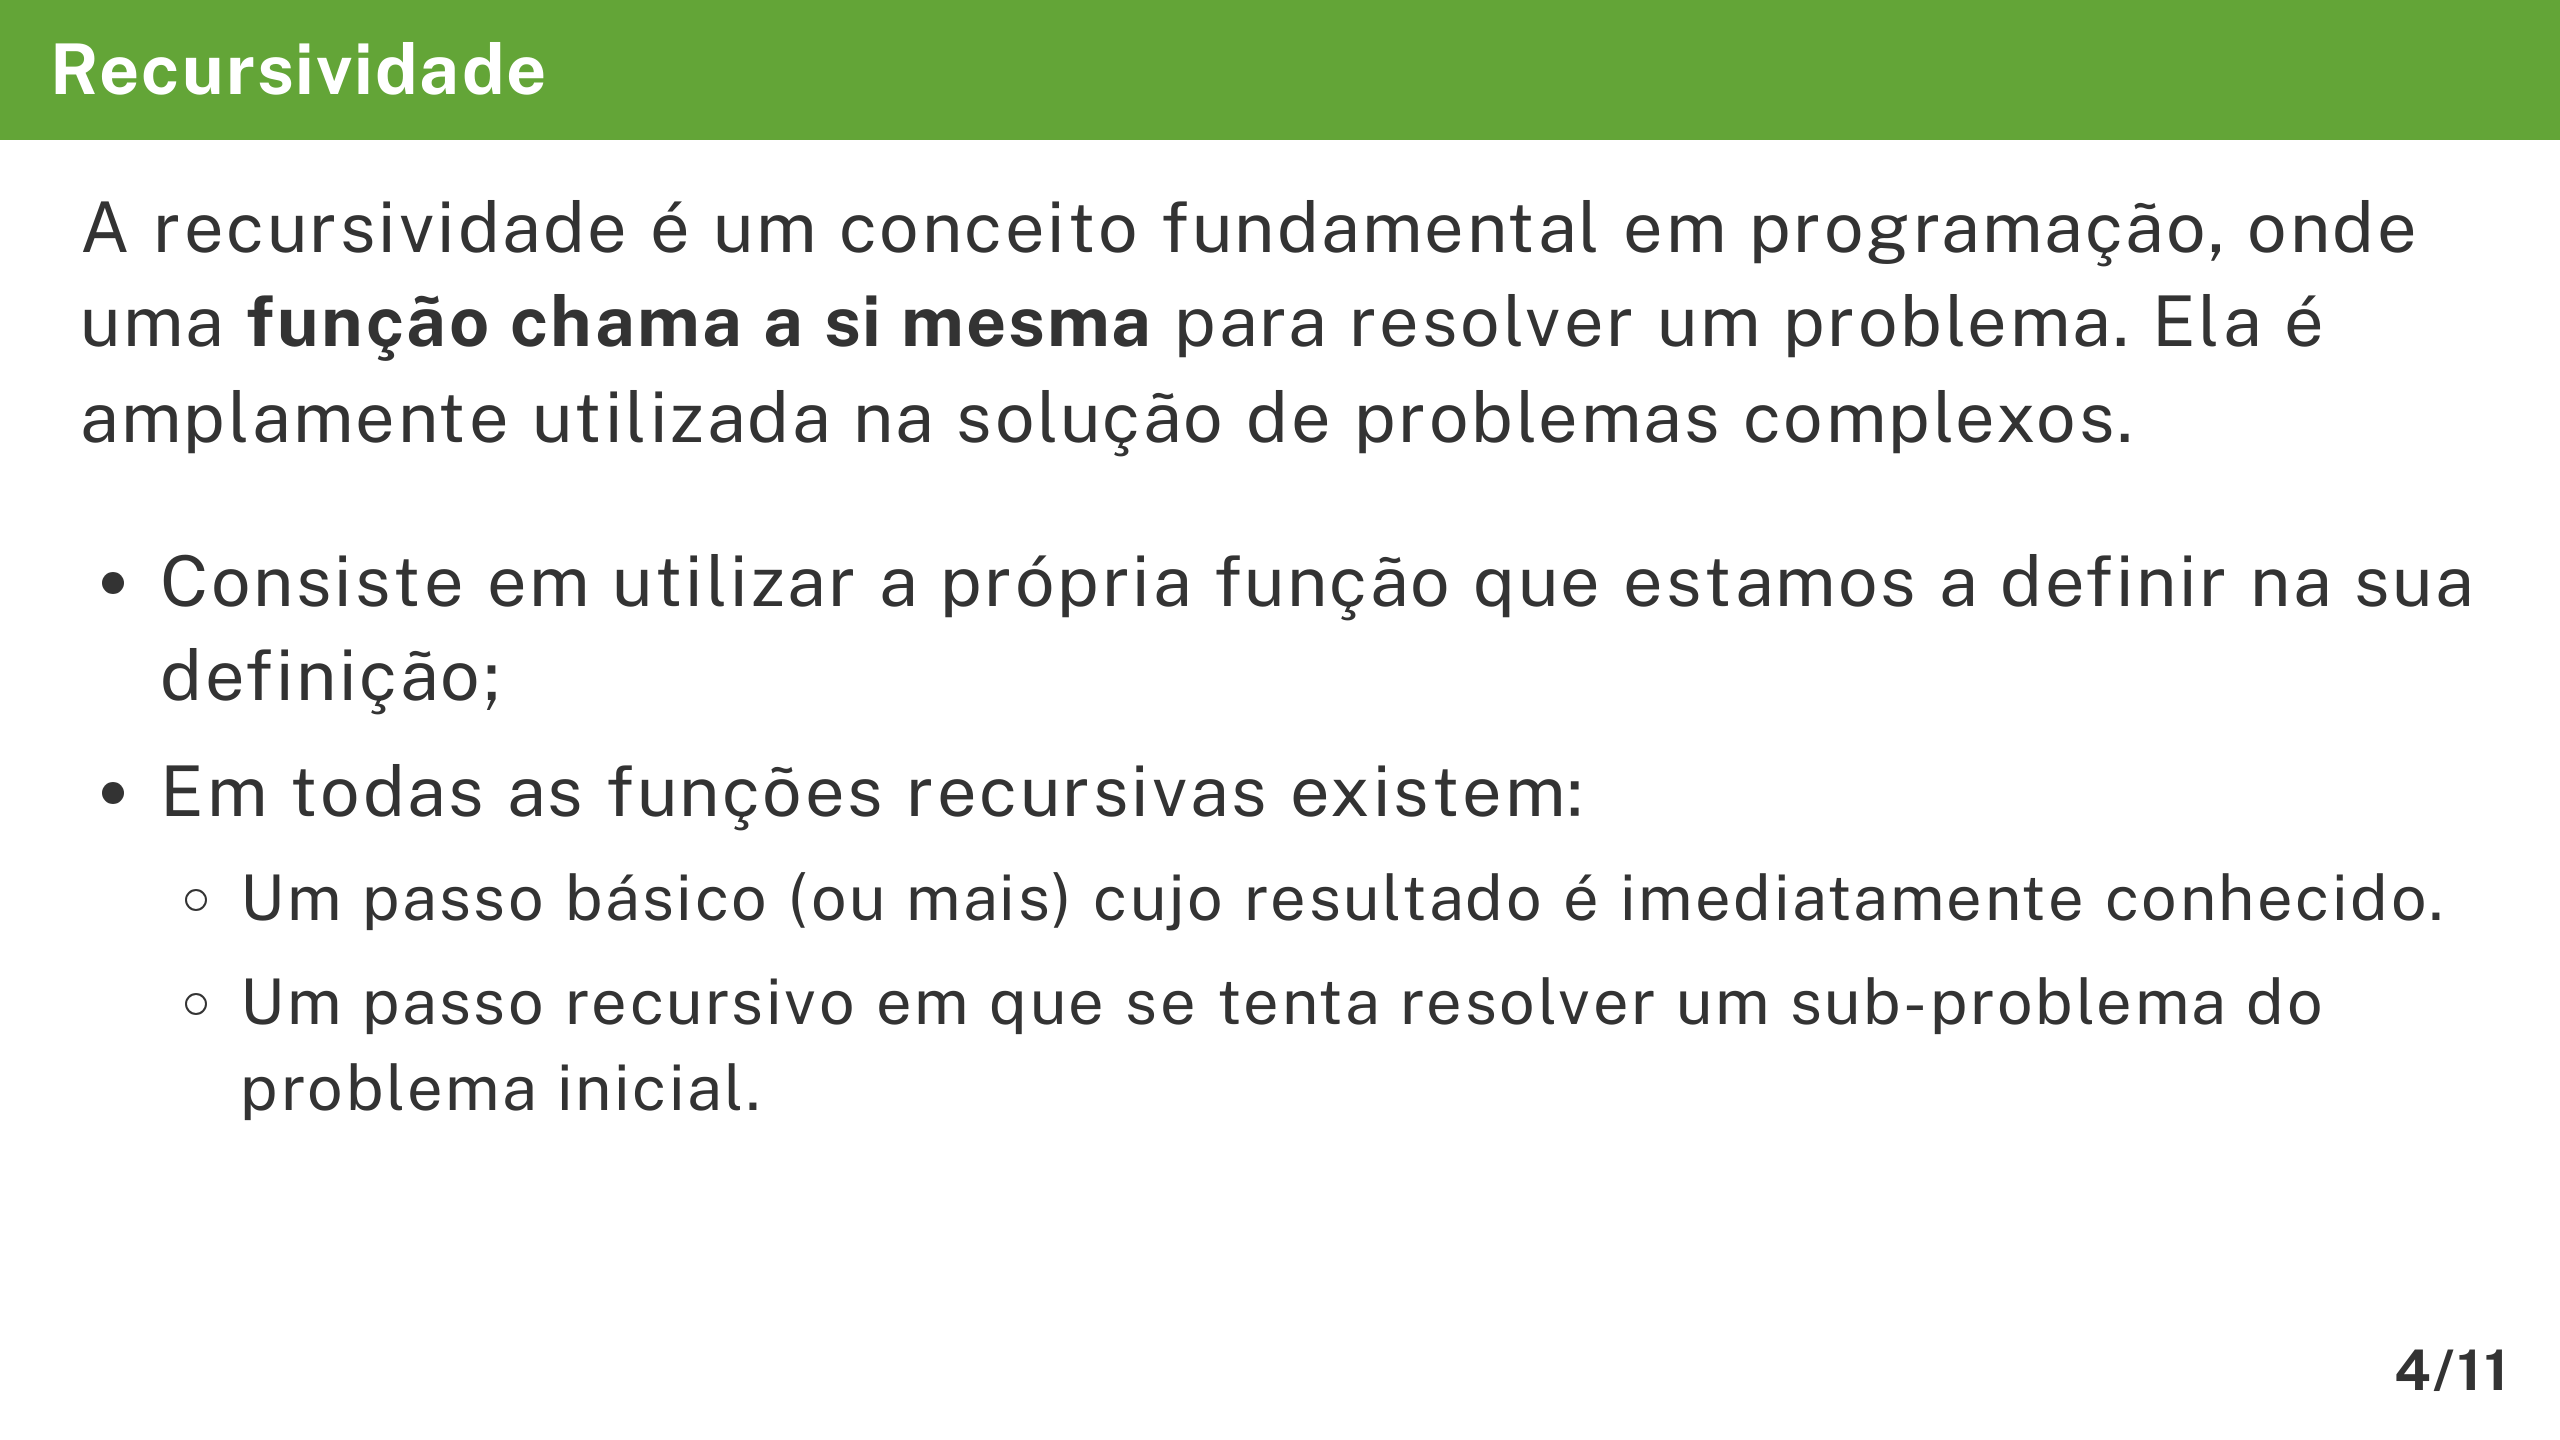 Recursividade
A recursividade é um conceito fundamental em programação, onde
uma função chama a si mesma para resolver um problema. Ela é
amplamente utilizada na solução de problemas complexos.
• Consiste em utilizar a própria função que estamos a definir na sua
definição;
• Em todas as funções recursivas existem:
◦ Um passo básico (ou mais) cujo resultado é imediatamente conhecido.
◦ Um passo recursivo em que se tenta resolver um sub-problema do
problema inicial.
4/11